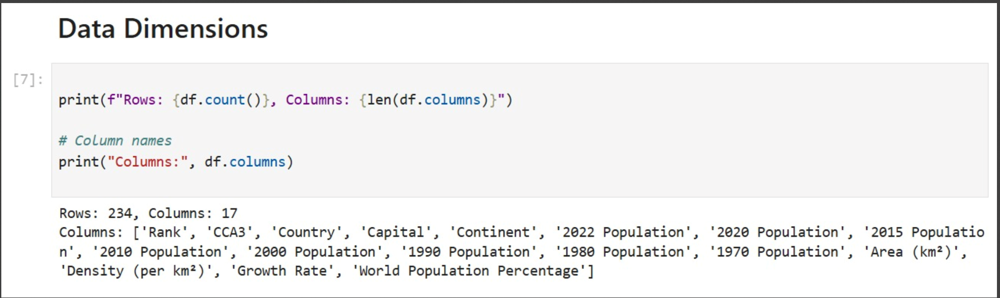 Data Dimensions
[7]:
print(f"Rows: {df.count()}, Columns: {len(df.columns)}")
# Column names
print("Columns:", df.columns)
Rows: 234, Columns: 17
Columns: ['Rank', 'CCA3', 'Country', 'Capital', 'Continent', '2022 Population', '2020 Population', '2015 Populatio
n', '2010 Population', '2000 Population', '1990 Population', '1980 Population', '1970 Population', 'Area (km²)',
'Density (per km²)', 'Growth Rate', 'World Population Percentage']